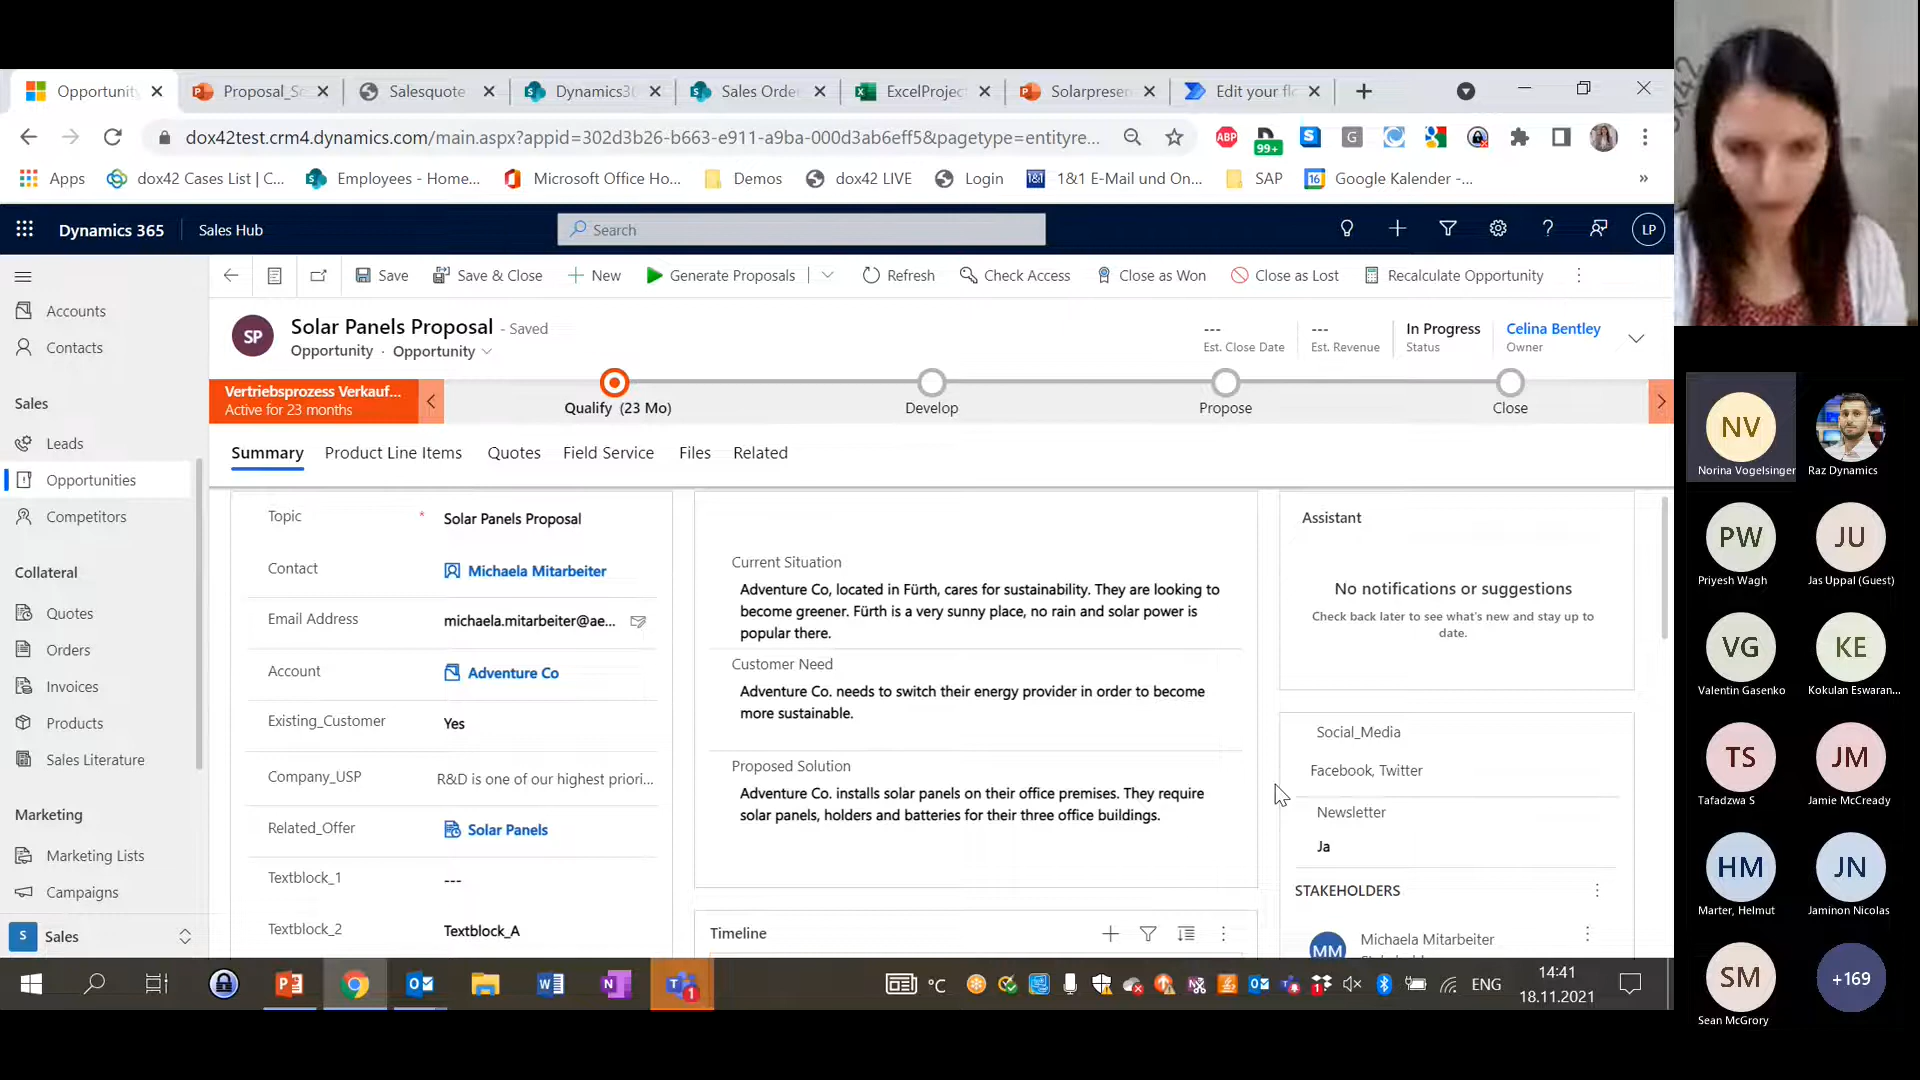 Opportunit
Proposal_Se
Salesquote
Dynamics3
Sales Orde
ExcelProjec
Solarpresen
Edit your flo
dox42test.crm4.dynamics.com/main.aspx?appid=302d3b26-b663-e911-a9ba-000d3ab6eff5&pagetype=entityre...
ABP
99+
Apps
dox42 Cases List | C...
Employees - Home...
Microsoft Office Ho...
Demos
dox42 LIVE
Login
1&1 E-Mail und On...
SAP
16
Google Kalender -...
»
Dynamics 365
Sales Hub
Search
LP
Save
Save & Close
New
Generate Proposals
Refresh
Check Access
Close as Won
Close as Lost
Recalculate Opportunity
SP
Solar Panels Proposal - Saved
Opportunity · Opportunity
---
Est. Close Date
---
Est. Revenue
In Progress
Status
Celina Bentley
Owner
Vertriebsprozess Verkauf...
Active for 23 months
Qualify (23 Mo)
Develop
Propose
Close
Summary
Product Line Items
Quotes
Field Service
Files
Related
Accounts
Contacts
Sales
Leads
Opportunities
Competitors
Collateral
Quotes
Orders
Invoices
Products
Sales Literature
Marketing
Marketing Lists
Campaigns
S
Sales
Topic * Solar Panels Proposal
Contact Michaela Mitarbeiter
Email Address michaela.mitarbeiter@ae...
Account Adventure Co
Existing_Customer Yes
Company_USP R&D is one of our highest priori...
Related_Offer Solar Panels
Textblock_1 ---
Textblock_2 Textblock_A
Current Situation
Adventure Co, located in Fürth, cares for sustainability. They are looking to
become greener. Fürth is a very sunny place, no rain and solar power is
popular there.
Customer Need
Adventure Co. needs to switch their energy provider in order to become
more sustainable.
Proposed Solution
Adventure Co. installs solar panels on their office premises. They require
solar panels, holders and batteries for their three office buildings.
Timeline
Assistant
No notifications or suggestions
Check back later to see what's new and stay up to
date.
Social_Media
Facebook, Twitter
Newsletter
Ja
STAKEHOLDERS
MM
Michaela Mitarbeiter
°C
ENG
14:41
18.11.2021
1
NV
Norina Vogelsinger
Raz Dynamics
PW
Priyesh Wagh
JU
Jas Uppal (Guest)
VG
Valentin Gasenko
KE
Kokulan Eswaran...
TS
Tafadzwa S
JM
Jamie McCready
HM
Marter, Helmut
JN
Jaminon Nicolas
SM
Sean McGrory
+169